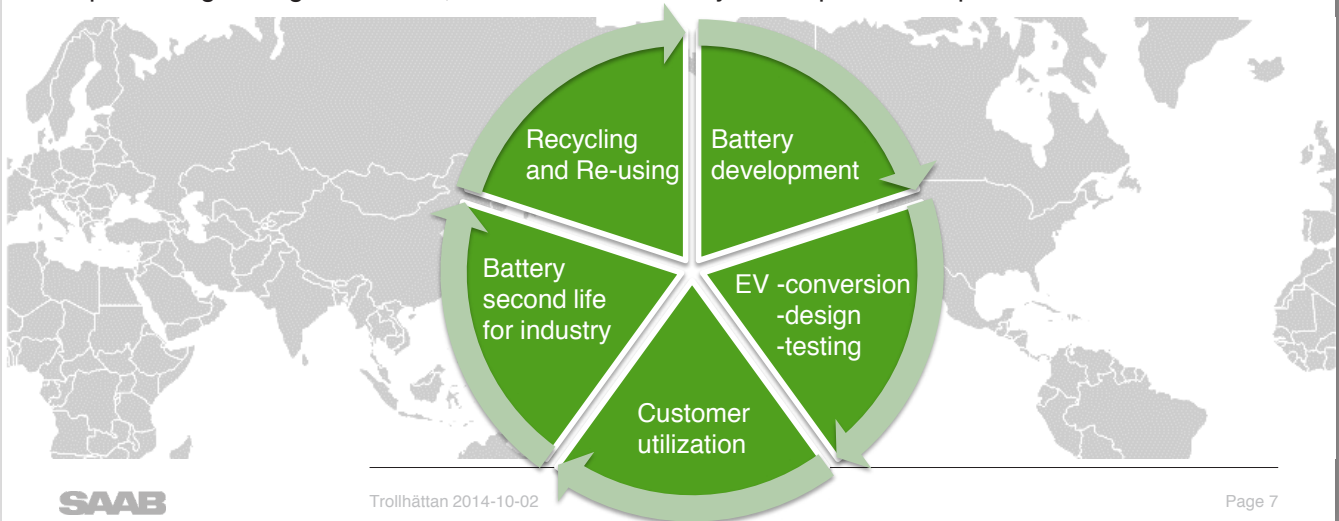 Recycling
and Re-using
Battery
development
EV -conversion
-design
-testing
Customer
utilization
Battery
second life
for industry
SAAB
Trollhättan 2014-10-02
Page 7